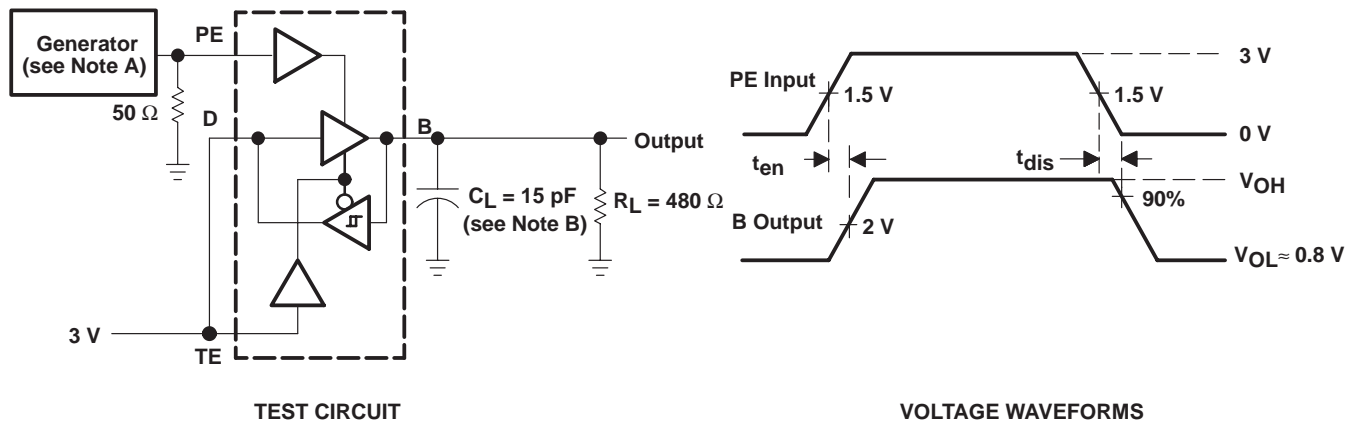 Generator
(see Note A)
PE
50 Ω
D
B
Output
C_L = 15 pF
(see Note B)
R_L = 480 Ω
3 V
TE
TEST CIRCUIT
PE Input
1.5 V
1.5 V
3 V
0 V
t_en
t_dis
V_OH
90%
B Output
2 V
V_OL ≈ 0.8 V
VOLTAGE WAVEFORMS